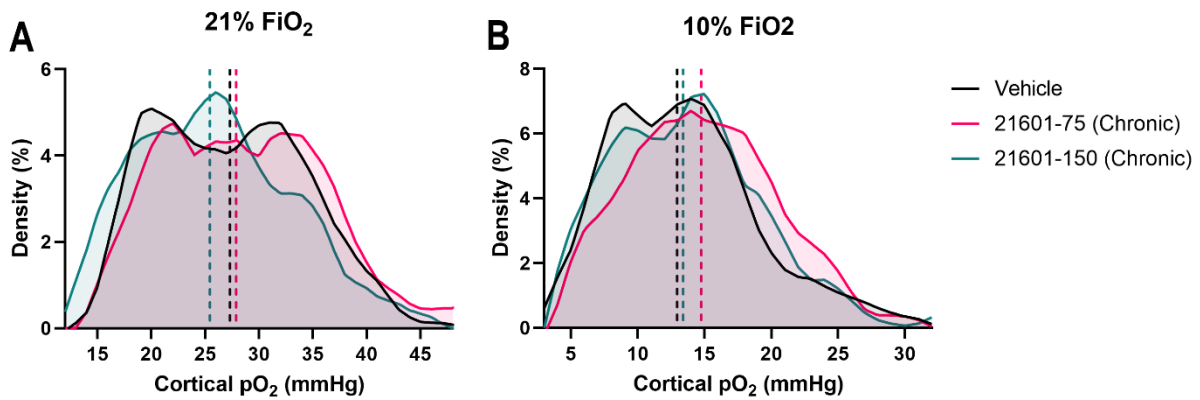 A
21% FiO₂
6
4
2
0
Density (%)
15 20 25 30 35 40 45
Cortical pO₂ (mmHg)
B
10% FiO2
8
6
4
2
0
Density (%)
5 10 15 20 25 30
Cortical pO₂ (mmHg)
Vehicle
21601-75 (Chronic)
21601-150 (Chronic)